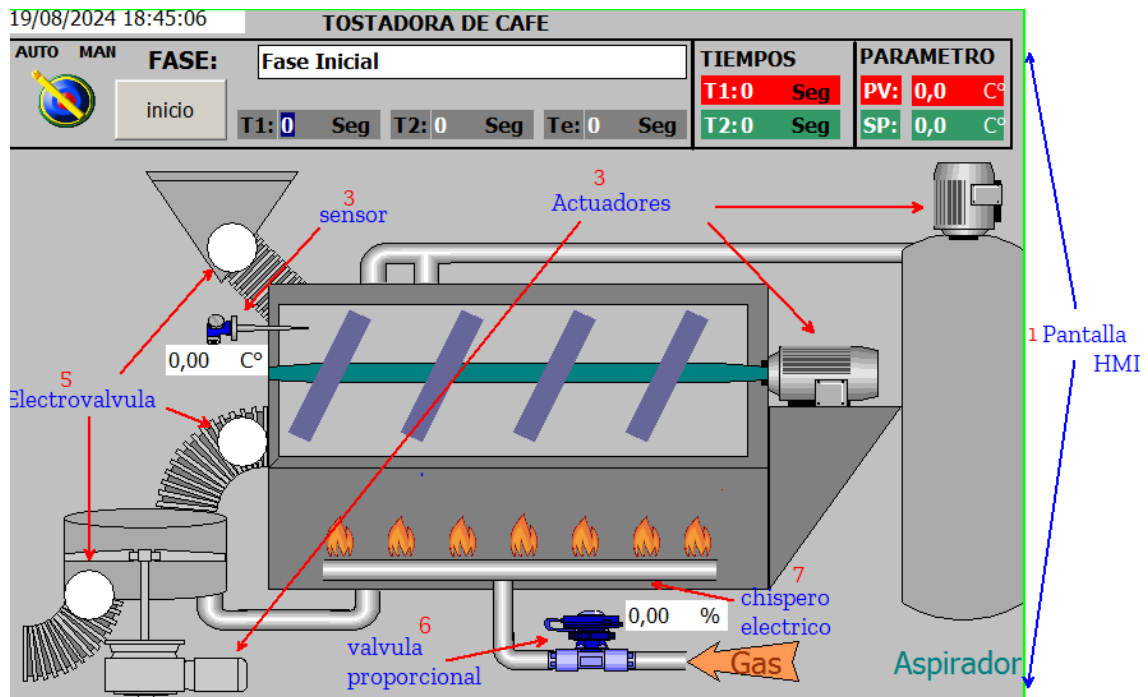 19/08/2024 18:45:06
TOSTADORA DE CAFE
AUTO MAN
FASE:
Fase Inicial
inicio
T1: 0 Seg T2: 0 Seg Te: 0 Seg
TIEMPOS
T1:0 Seg
T2:0 Seg
PARAMETRO
PV: 0,0 Cº
SP: 0,0 Cº
3
sensor
3
Actuadores
1 Pantalla
HMI
0,00 Cº
5
Electrovalvula
7
chispero
electrico
0,00 %
6
valvula
proporcional
Gas
Aspirador